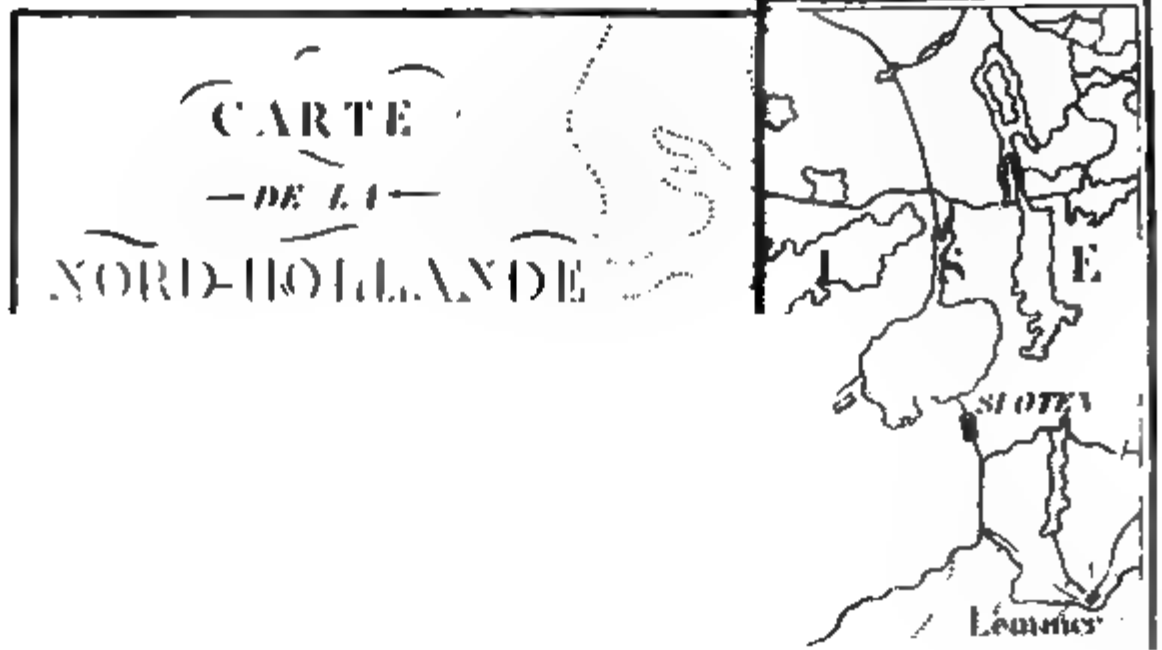 CARTE
DE LA
NORD-HOLLANDE
I S E
SLOTEN
Lemmer